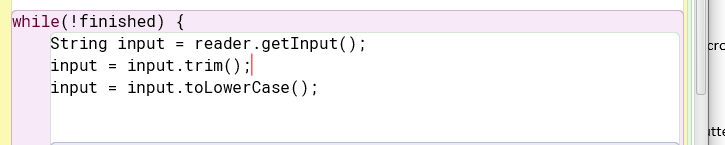 while(!finished) {
String input = reader.getInput();
input = input.trim();
input = input.toLowerCase();